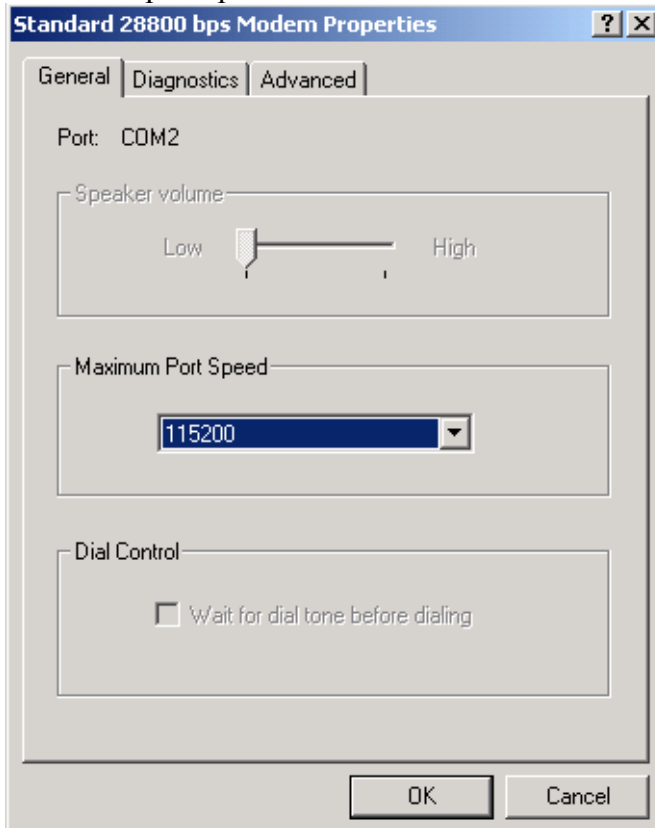 Standard 28800 bps Modem Properties
General Diagnostics Advanced
Port: COM2
Speaker volume
Low High
Maximum Port Speed
115200
Dial Control
Wait for dial tone before dialing
OK Cancel